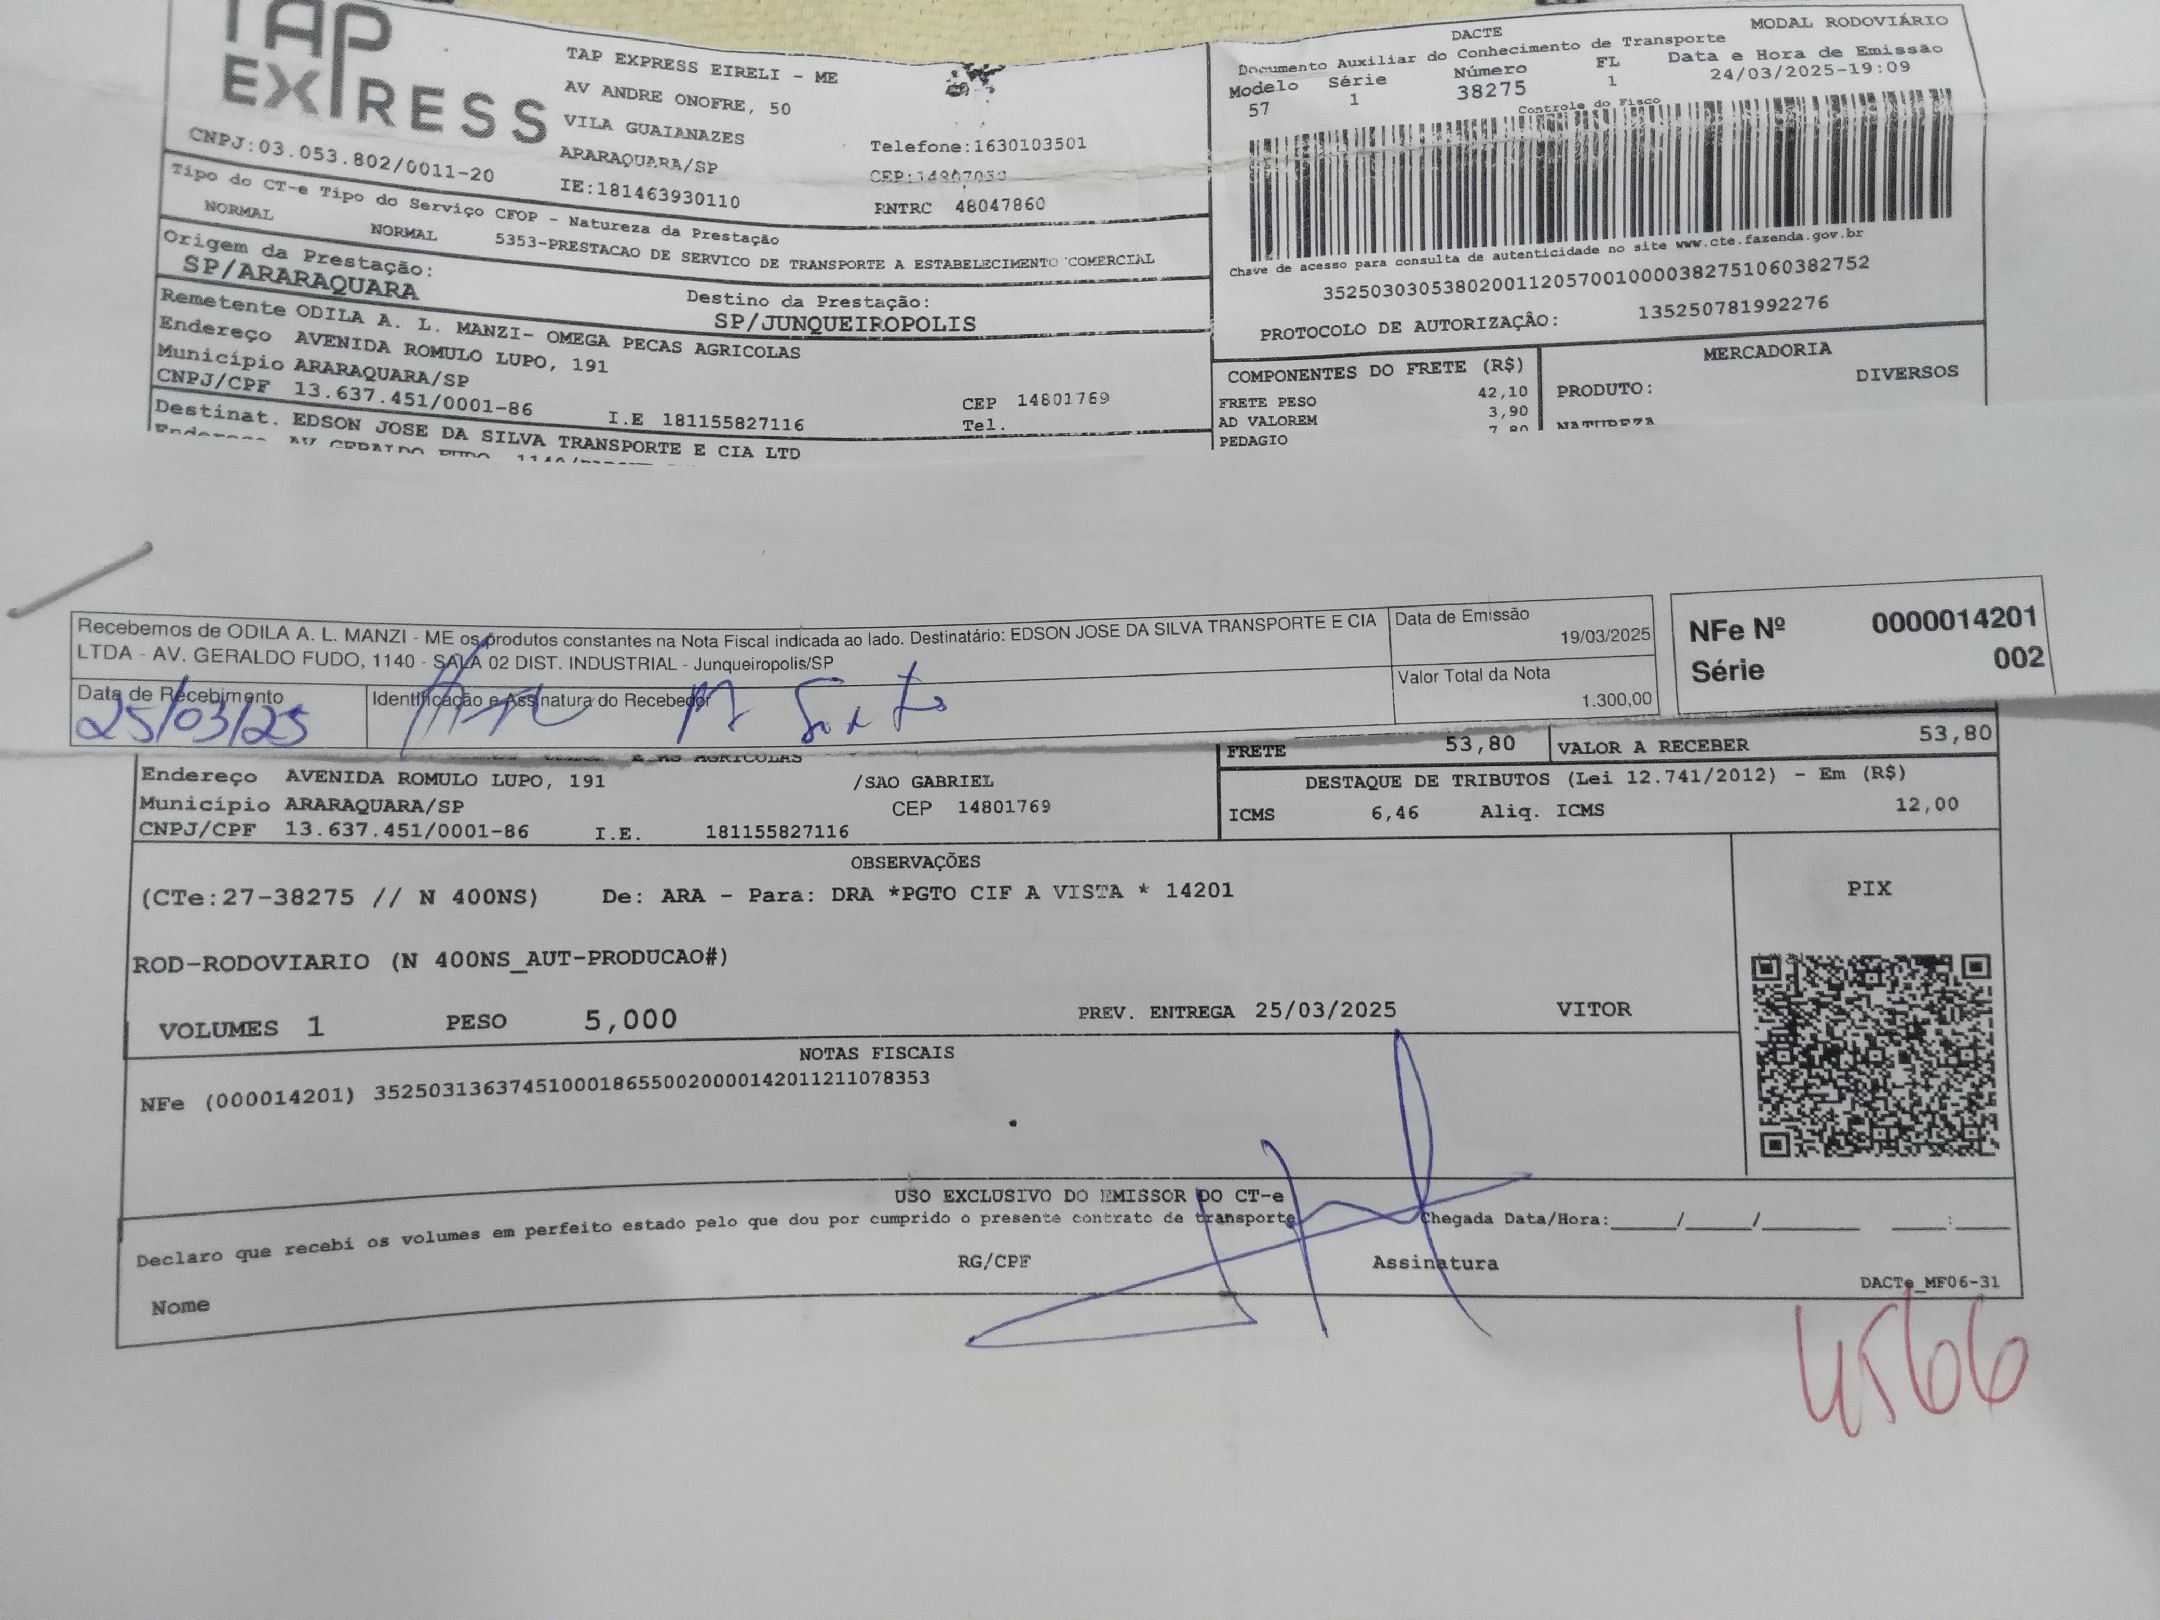 TAP
EXPRESS
TAP EXPRESS EIRELI - ME
AV ANDRE ONOFRE, 50
VILA GUAIANAZES
Telefone:1630103501
CNPJ:03.053.802/0011-20
ARARAQUARA/SP
IE:181463930110
RNTRC 48047860
Tipo do CT-e Tipo do Serviço CFOP - Natureza da Prestação
NORMAL NORMAL 5353-PRESTACAO DE SERVICO DE TRANSPORTE A ESTABELECIMENTO COMERCIAL
Origem da Prestação:
SP/ARARAQUARA
Destino da Prestação:
SP/JUNQUEIROPOLIS
Remetente ODILA A. L. MANZI- OMEGA PECAS AGRICOLAS
Endereço AVENIDA ROMULO LUPO, 191
Município ARARAQUARA/SP
CEP 14801769
CNPJ/CPF 13.637.451/0001-86 I.E 181155827116 Tel.
Destinat. EDSON JOSE DA SILVA TRANSPORTE E CIA LTD
DACTE
MODAL RODOVIÁRIO
Documento Auxiliar do Conhecimento de Transporte
Modelo Série Número FL Data e Hora de Emissão
57 1 38275 1 24/03/2025-19:09
Controle do Fisco
Chave de acesso para consulta de autenticidade no site www.cte.fazenda.gov.br
35250303053802001120570010000382751060382752
PROTOCOLO DE AUTORIZAÇÂO: 135250781992276
COMPONENTES DO FRETE (R$)
FRETE PESO 42,10
AD VALOREM 3,90
PEDAGIO 7,80
MERCADORIA
PRODUTO: DIVERSOS
NATUREZA
Recebemos de ODILA A. L. MANZI - ME os produtos constantes na Nota Fiscal indicada ao lado. Destinatário: EDSON JOSE DA SILVA TRANSPORTE E CIA
LTDA - AV. GERALDO FUDO, 1140 - SALA 02 DIST. INDUSTRIAL - Junqueiropolis/SP
Data de Emissão
19/03/2025
Valor Total da Nota
1.300,00
NFe Nº 0000014201
Série 002
Data de Recebimento
25/03/25
Identificação e Assinatura do Recebedor
FRETE 53,80
VALOR A RECEBER 53,80
Endereço AVENIDA ROMULO LUPO, 191 /SAO GABRIEL
Município ARARAQUARA/SP CEP 14801769
CNPJ/CPF 13.637.451/0001-86 I.E. 181155827116
DESTAQUE DE TRIBUTOS (Lei 12.741/2012) - Em (R$)
ICMS 6,46 Aliq. ICMS 12,00
OBSERVAÇÕES
(CTe:27-38275 // N 400NS) De: ARA - Para: DRA *PGTO CIF A VISTA * 14201
PIX
ROD-RODOVIARIO (N 400NS_AUT-PRODUCAO#)
VOLUMES 1 PESO 5,000 PREV. ENTREGA 25/03/2025 VITOR
NOTAS FISCAIS
NFe (000014201) 35250313637451000186550020000142011211078353
USO EXCLUSIVO DO EMISSOR DO CT-e
Declaro que recebi os volumes em perfeito estado pelo que dou por cumprido o presente contrato de transporte
Chegada Data/Hora:_____/_____/_______ ____:____
Nome
RG/CPF
Assinatura
DACTe_MF06-31
4566